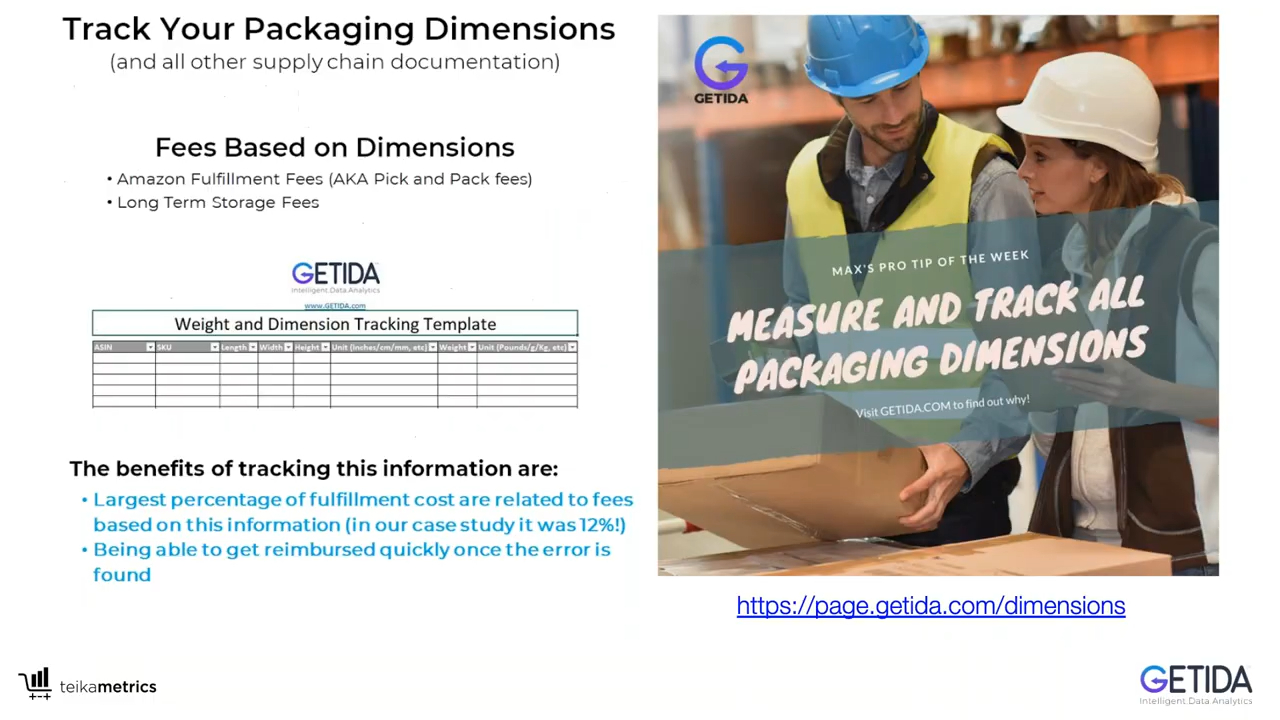 Track Your Packaging Dimensions
(and all other supply chain documentation)
Fees Based on Dimensions
• Amazon Fulfillment Fees (AKA Pick and Pack fees)
• Long Term Storage Fees
GETIDA
Intelligent Data Analytics
www.GETIDA.com
Weight and Dimension Tracking Template
ASIN SKU Length Width Height Unit (Inches/cm/mm, etc) Weight Unit (Pounds/g/Kg, etc)
The benefits of tracking this information are:
• Largest percentage of fulfillment cost are related to fees
based on this information (in our case study it was 12%!)
• Being able to get reimbursed quickly once the error is
found
GETIDA
MAX'S PRO TIP OF THE WEEK
MEASURE AND TRACK ALL
PACKAGING DIMENSIONS
Visit GETIDA.COM to find out why!
https://page.getida.com/dimensions
teikametrics
GETIDA
Intelligent Data Analytics